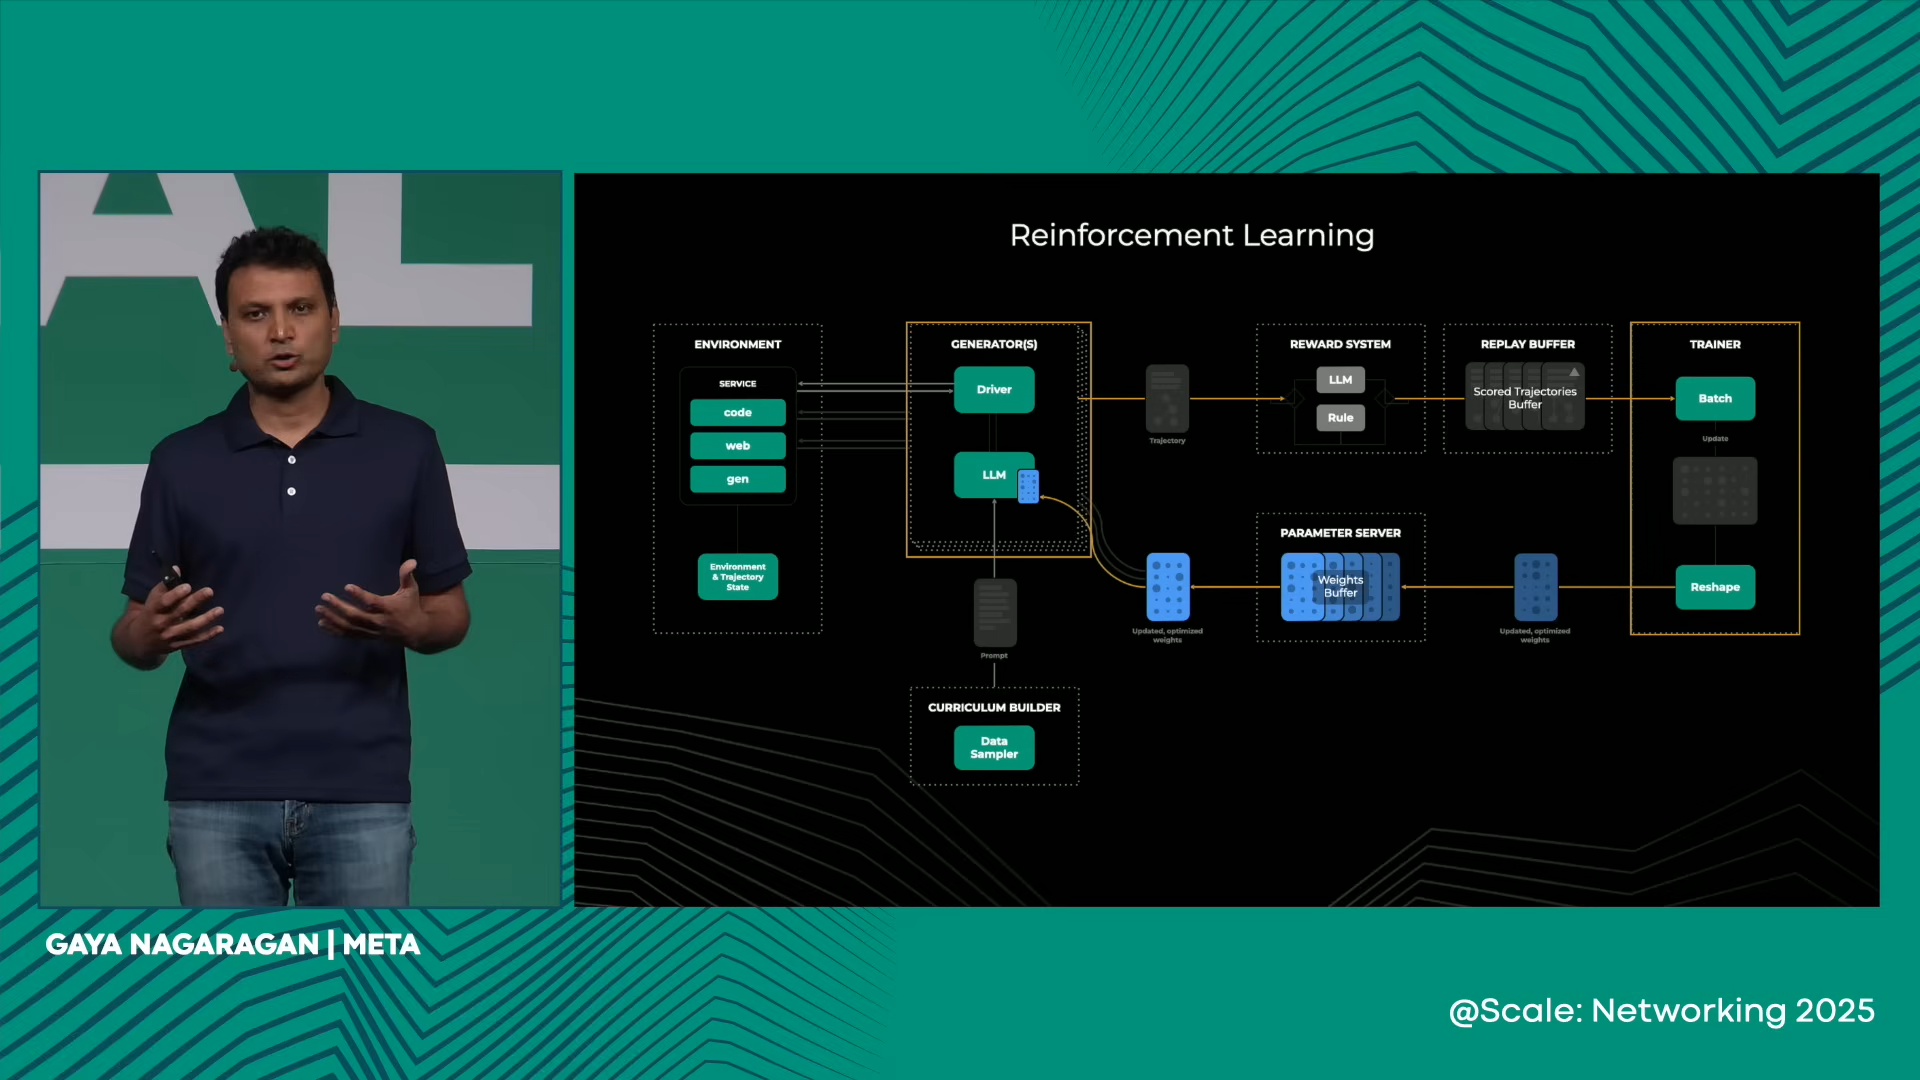 AL
Reinforcement Learning
ENVIRONMENT
SERVICE
code
web
gen
Environment
& Trajectory
State
GENERATOR(S)
Driver
LLM
Prompt
CURRICULUM BUILDER
Data
Sampler
Trajectory
REWARD SYSTEM
LLM
Rule
REPLAY BUFFER
Scored Trajectories
Buffer
TRAINER
Batch
Update
Reshape
Updated, optimized
weights
PARAMETER SERVER
Weights
Buffer
Updated, optimized
weights
GAYA NAGARAGAN | META
@Scale: Networking 2025